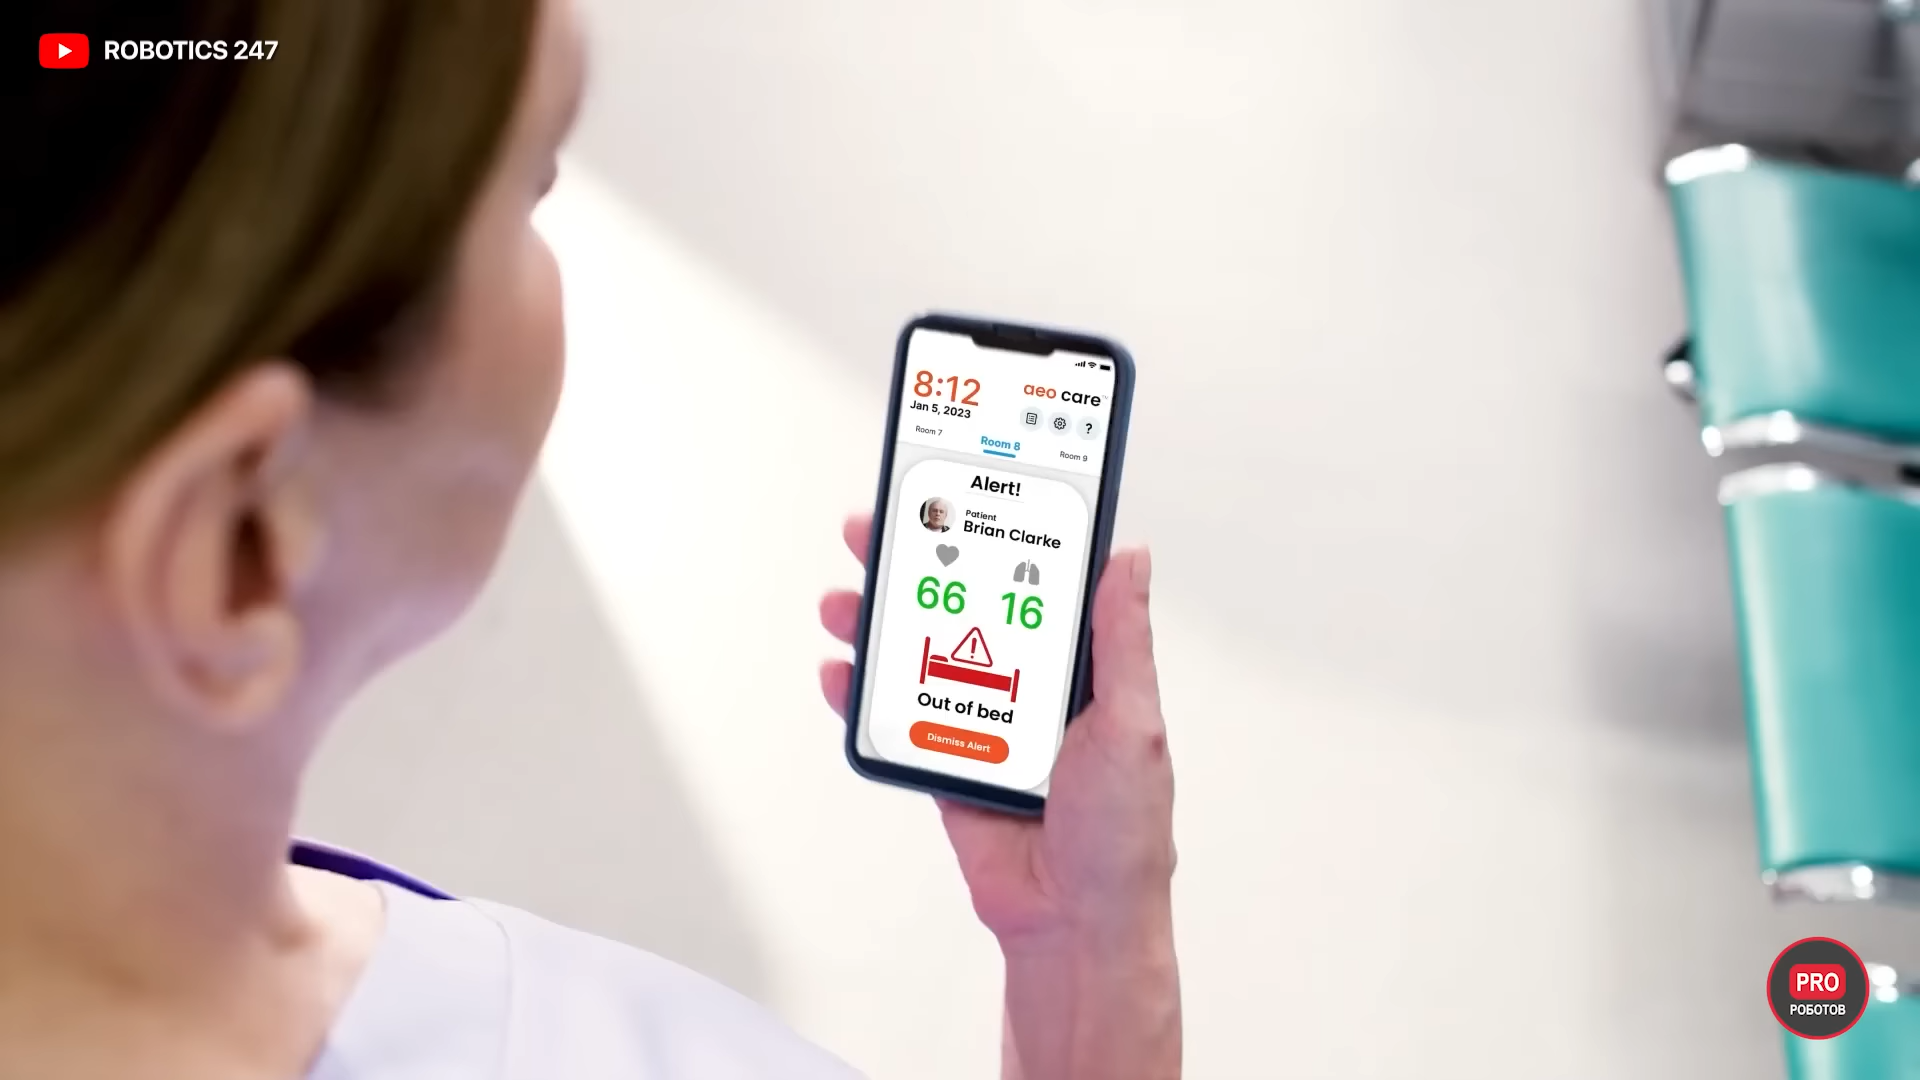 ROBOTICS 247
8:12
Jan 5, 2023
aeo care™
?
Room 7
Room 8
Room 9
Alert!
Patient
Brian Clarke
66
16
Out of bed
Dismiss Alert
PRO
РОБОТОВ